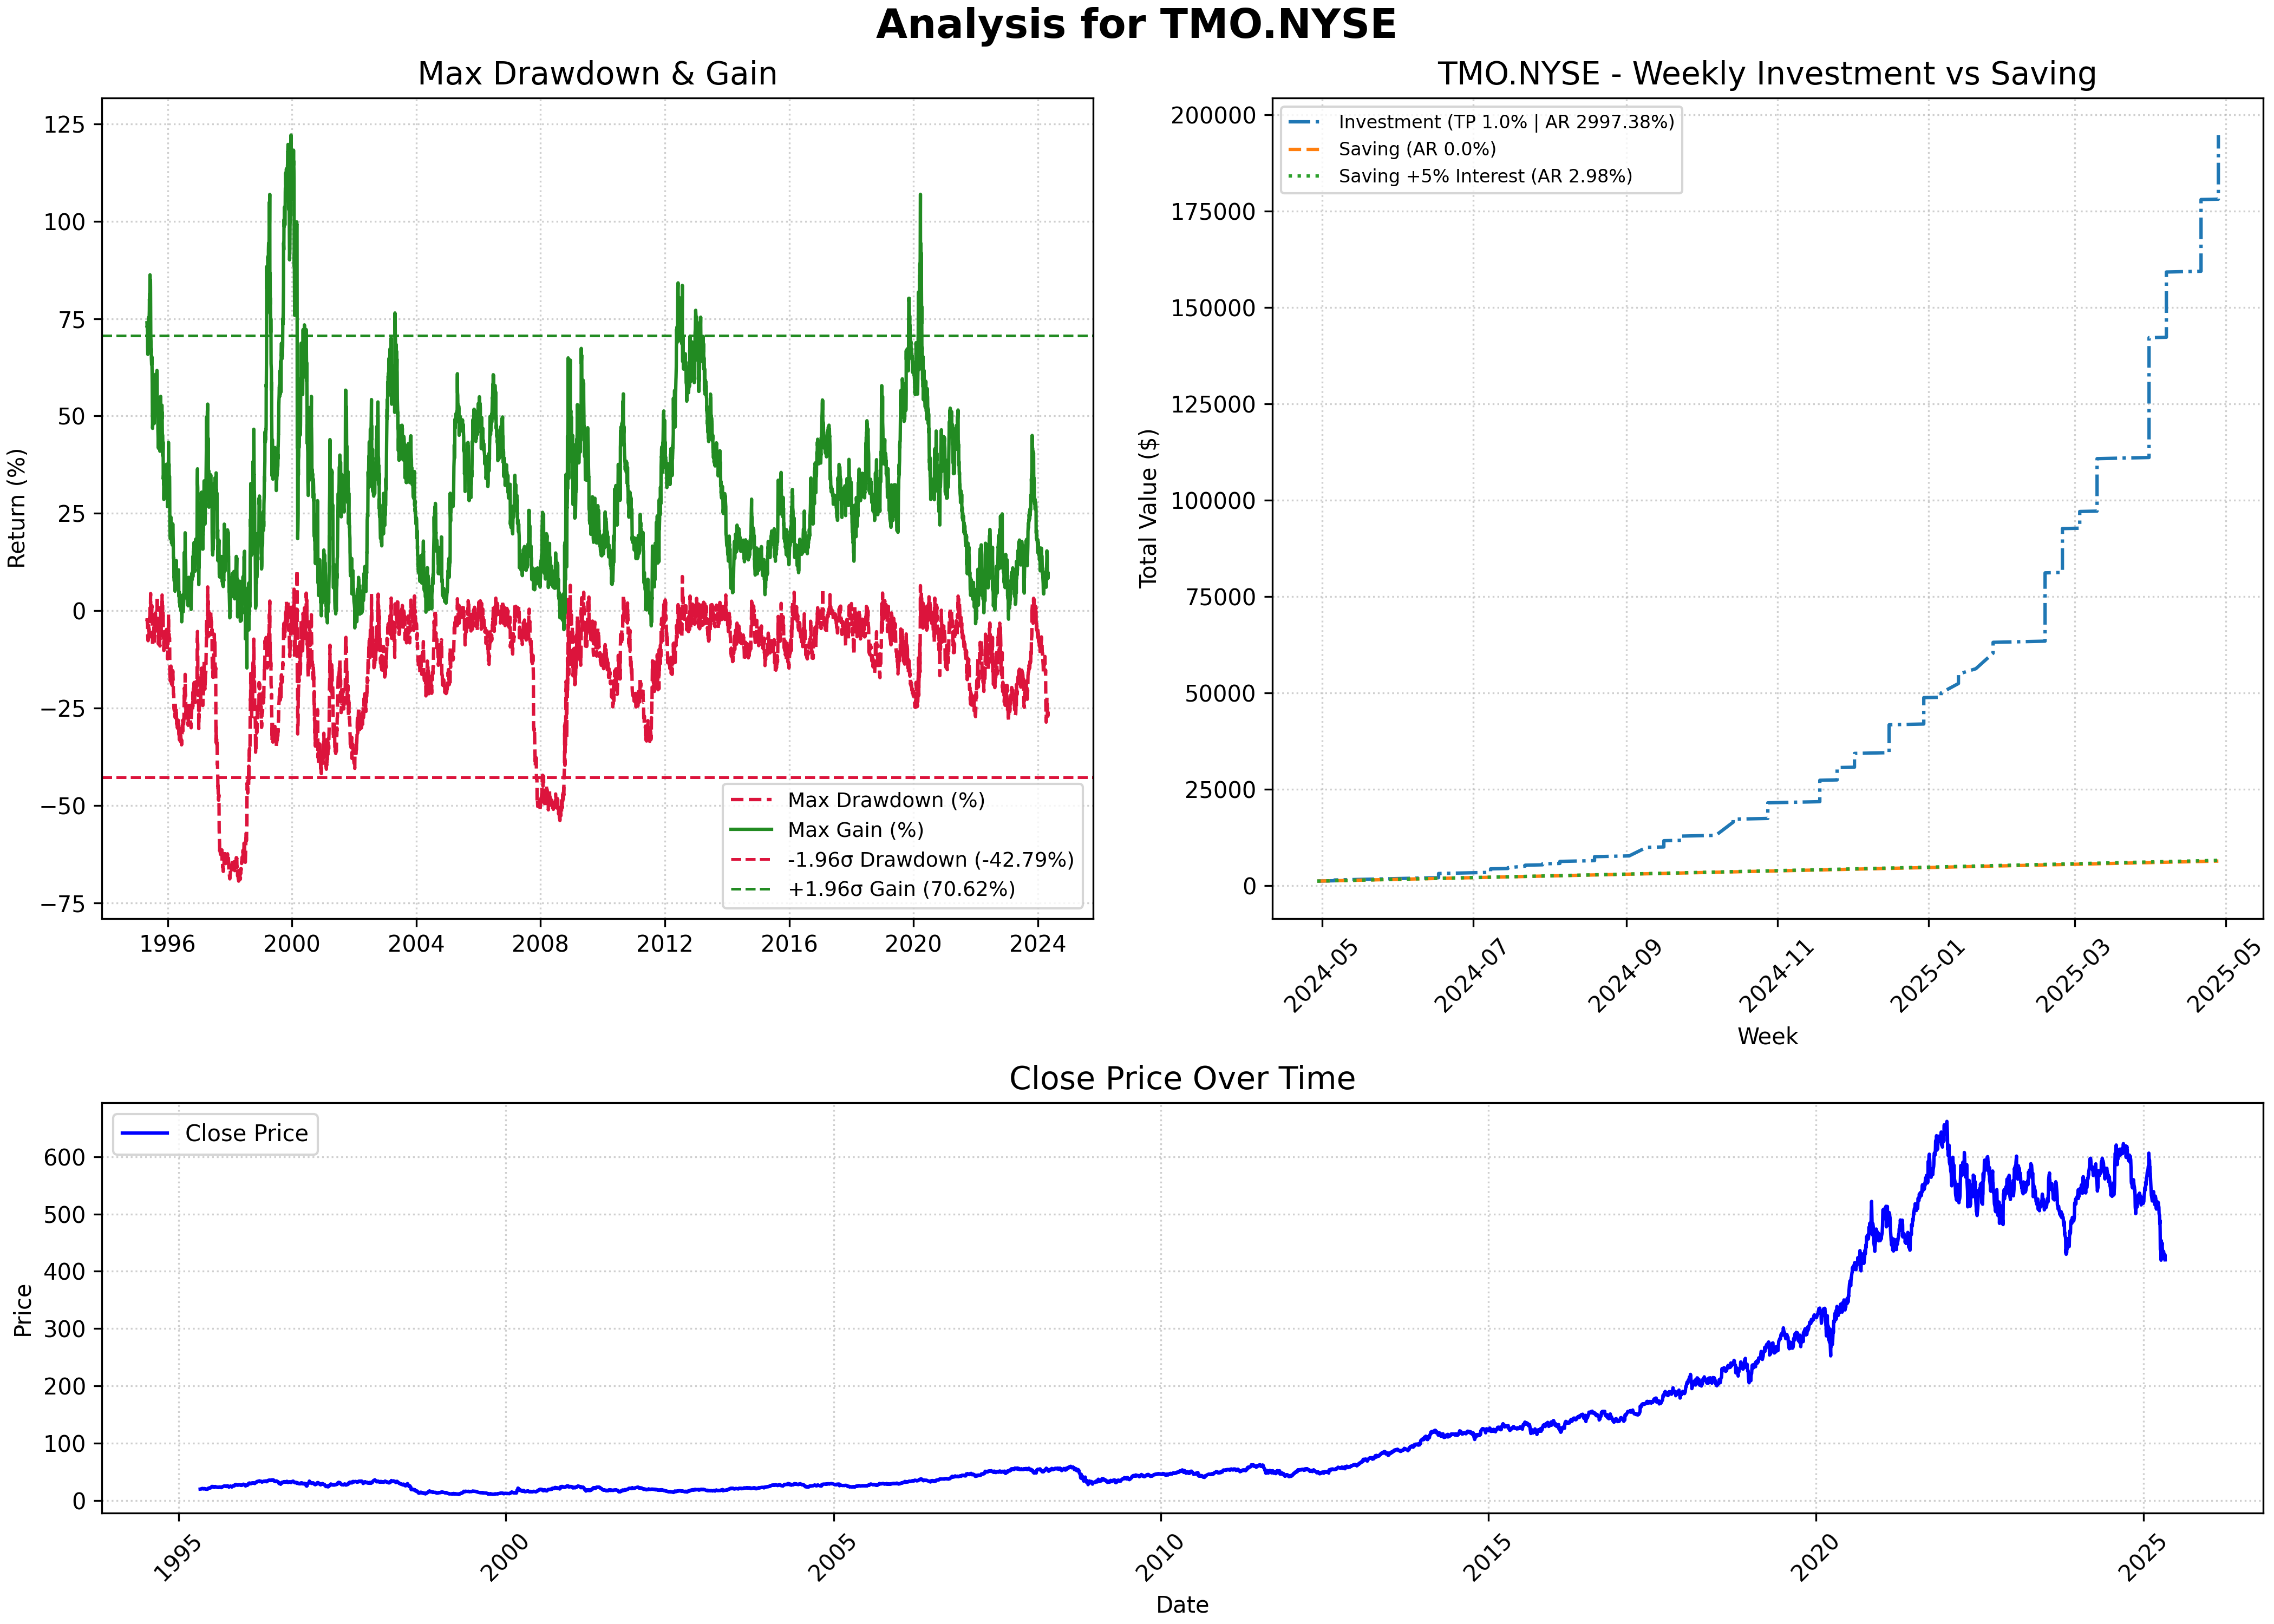 Analysis for TMO.NYSE
Max Drawdown & Gain
Return (%)
125
100
75
50
25
0
−25
−50
−75
1996
2000
2004
2008
2012
2016
2020
2024
Max Drawdown (%)
Max Gain (%)
-1.96σ Drawdown (-42.79%)
+1.96σ Gain (70.62%)
TMO.NYSE - Weekly Investment vs Saving
Total Value ($)
200000
175000
150000
125000
100000
75000
50000
25000
0
Investment (TP 1.0% | AR 2997.38%)
Saving (AR 0.0%)
Saving +5% Interest (AR 2.98%)
2024-05
2024-07
2024-09
2024-11
2025-01
2025-03
2025-05
Week
Close Price Over Time
Close Price
Price
600
500
400
300
200
100
0
1995
2000
2005
2010
2015
2020
2025
Date